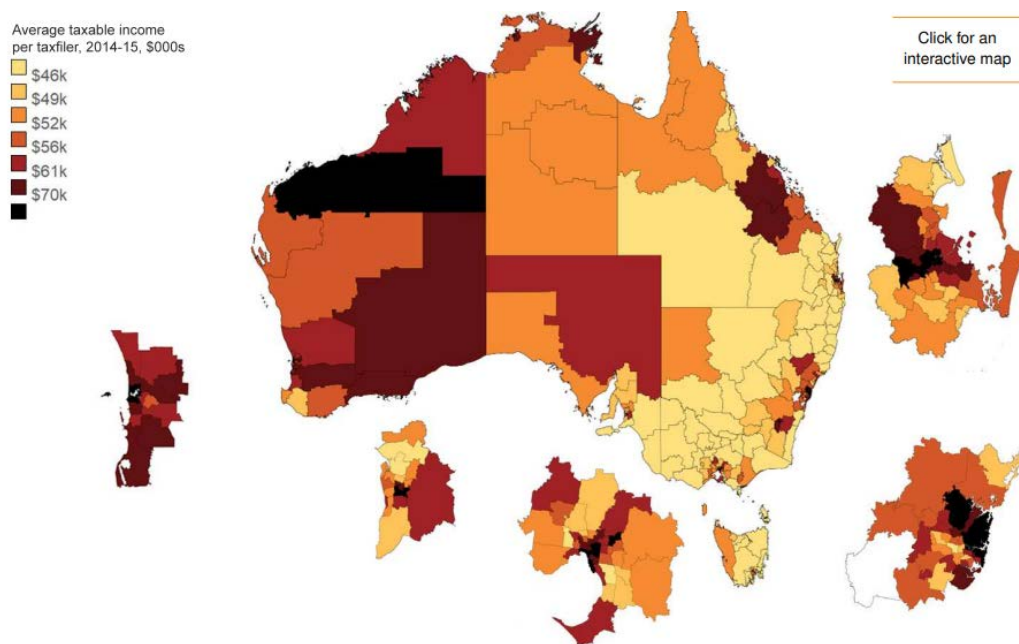 Average taxable income
per taxfiler, 2014-15, $000s
$46k
$49k
$52k
$56k
$61k
$70k
Click for an
interactive map